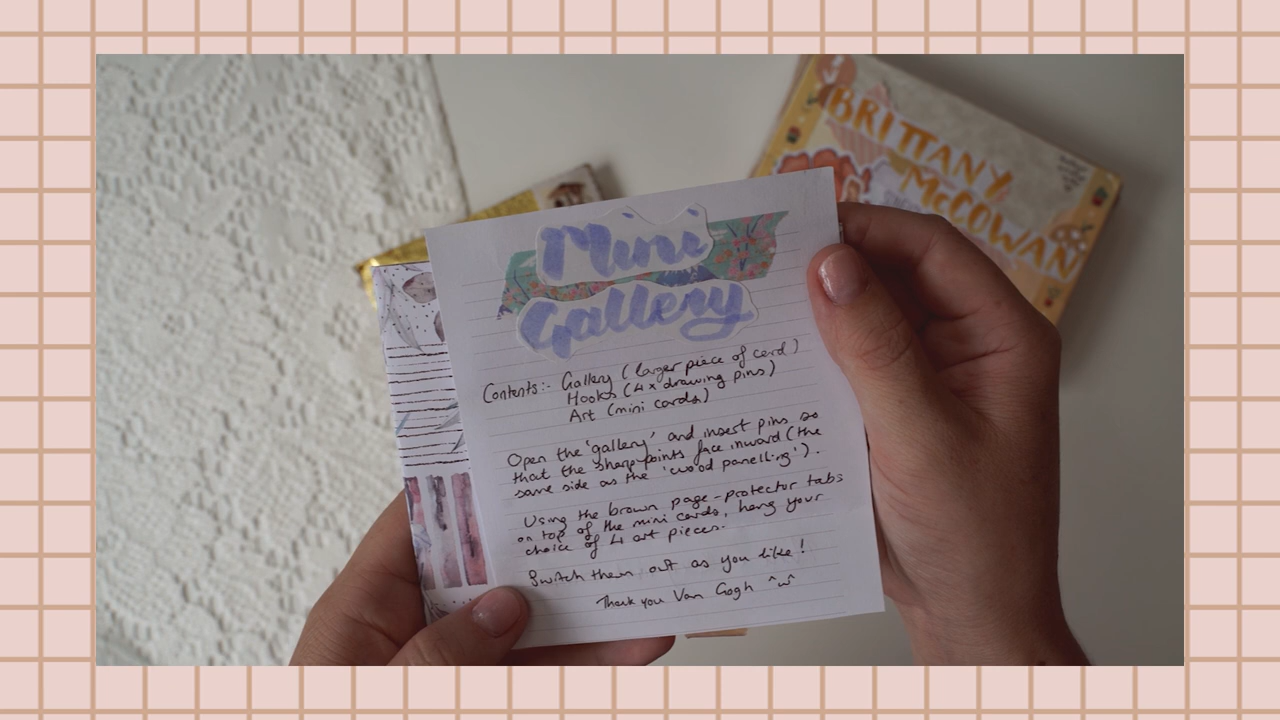 BRITTANY
McCOWAN
Mini
Gallery
Contents:- Gallery (larger piece of card)
Hooks (4x drawing pins)
Art (mini cards)
Open the 'gallery' and insert pins so
that the sharp points face inward (the
same side as the 'wood panelling').
Using the brown page-protector tabs
on top of the mini cards, hang your
choice of 4 art pieces.
Switch them out as you like!
Thank you Van Gogh ^w^